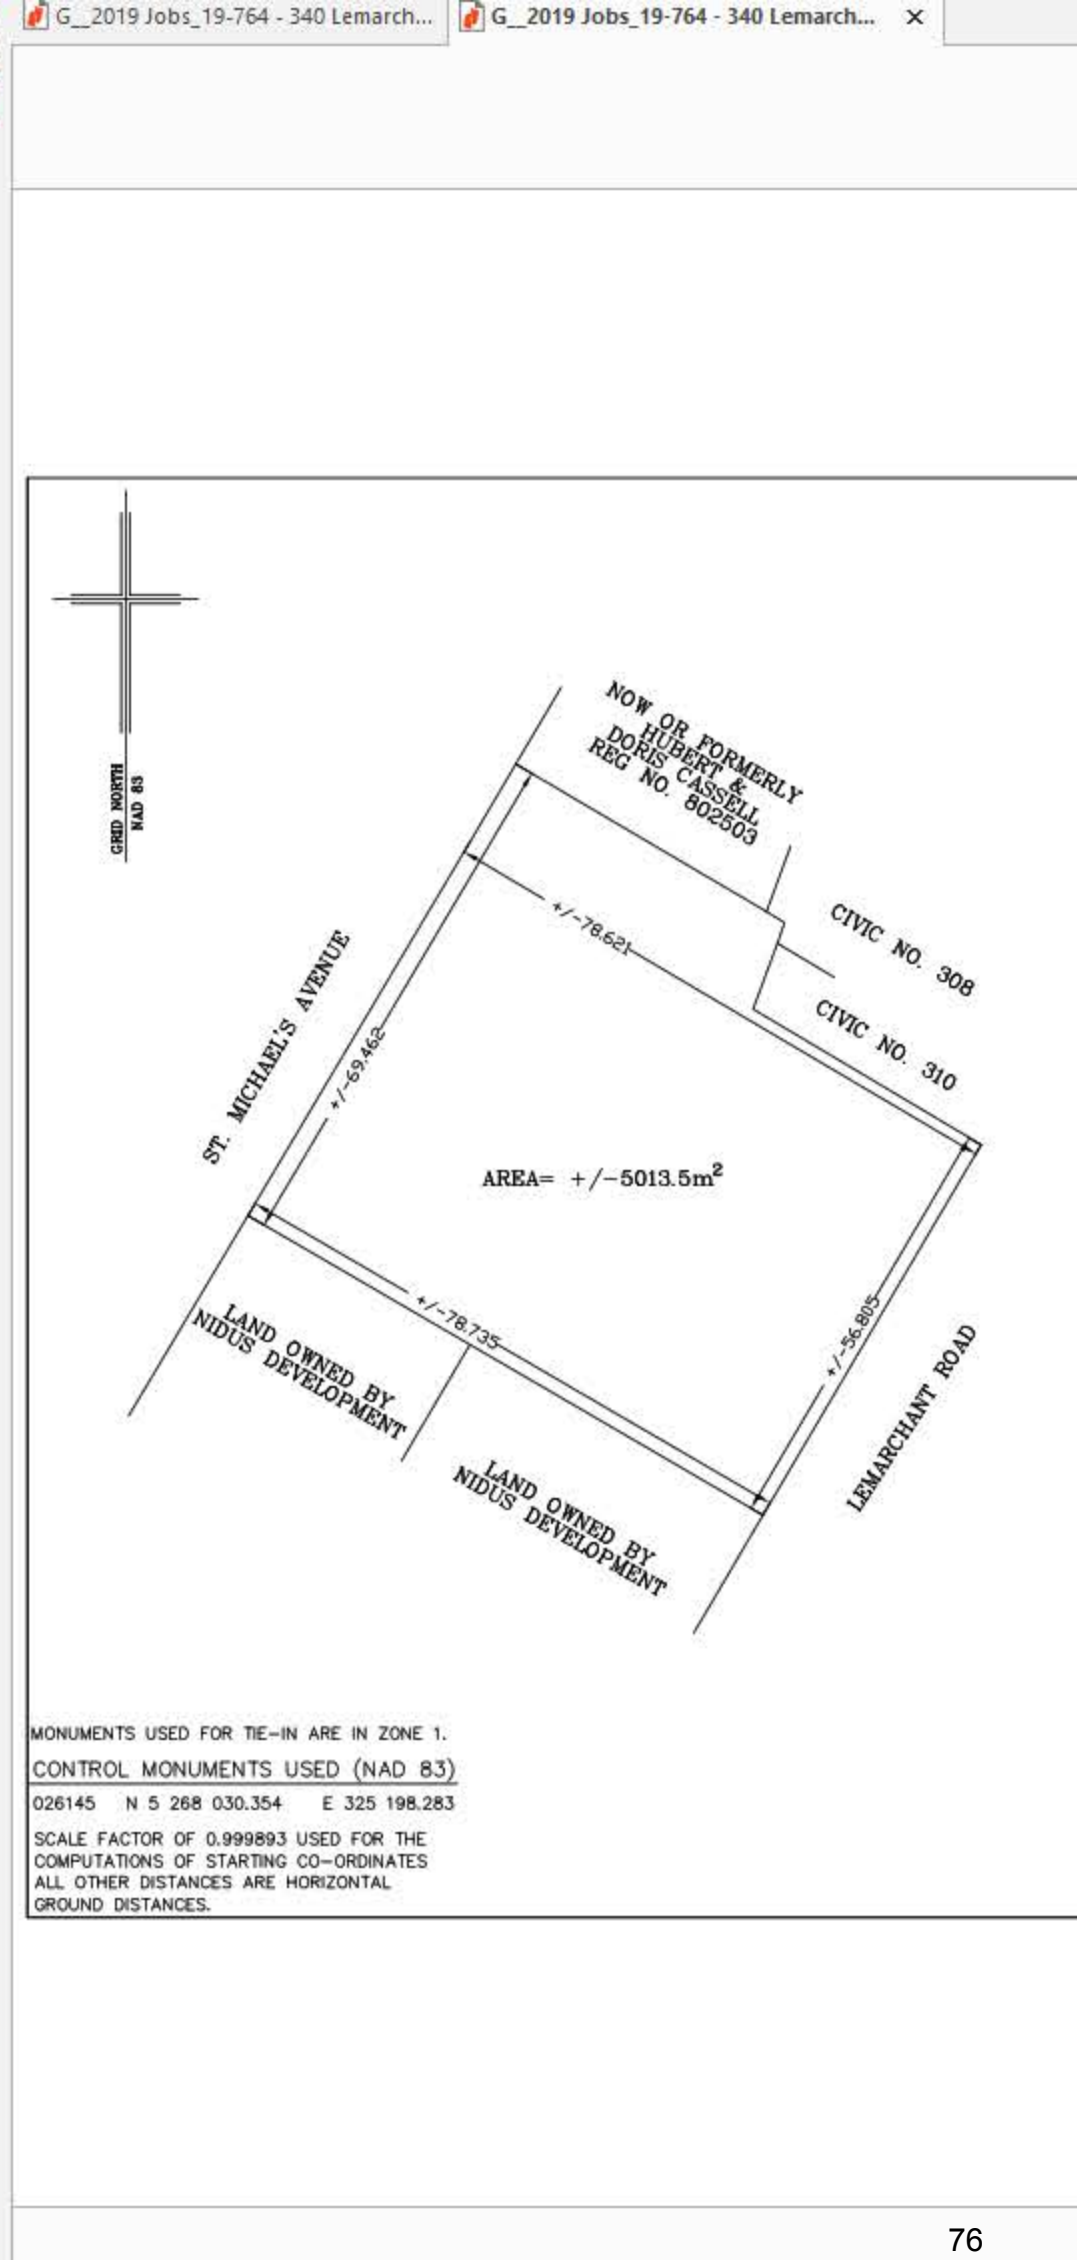 G__2019 Jobs_19-764 - 340 Lemarch...
G__2019 Jobs_19-764 - 340 Lemarch...
GRID NORTH
NAD 83
NOW OR FORMERLY
HUBERT &
DORIS CASSELL
REG NO. 802503
CIVIC NO. 308
CIVIC NO. 310
+/-78.621
ST. MICHAEL'S AVENUE
+/-69.462
AREA= +/-5013.5m²
+/-78.735
+/-56.805
LEMARCHANT ROAD
LAND OWNED BY
NIDUS DEVELOPMENT
LAND OWNED BY
NIDUS DEVELOPMENT
MONUMENTS USED FOR TIE-IN ARE IN ZONE 1.
CONTROL MONUMENTS USED (NAD 83)
026145 N 5 268 030.354 E 325 198.283
SCALE FACTOR OF 0.999893 USED FOR THE
COMPUTATIONS OF STARTING CO-ORDINATES
ALL OTHER DISTANCES ARE HORIZONTAL
GROUND DISTANCES.
76